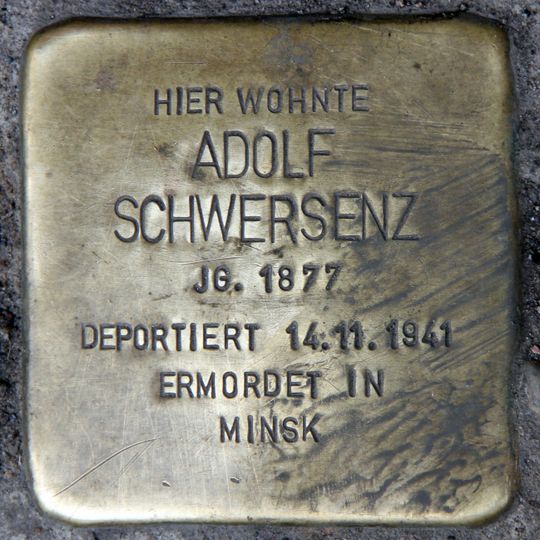 HIER WOHNTE
ADOLF
SCHWERSENZ
JG. 1877
DEPORTIERT 14.11.1941
ERMORDET IN
MINSK